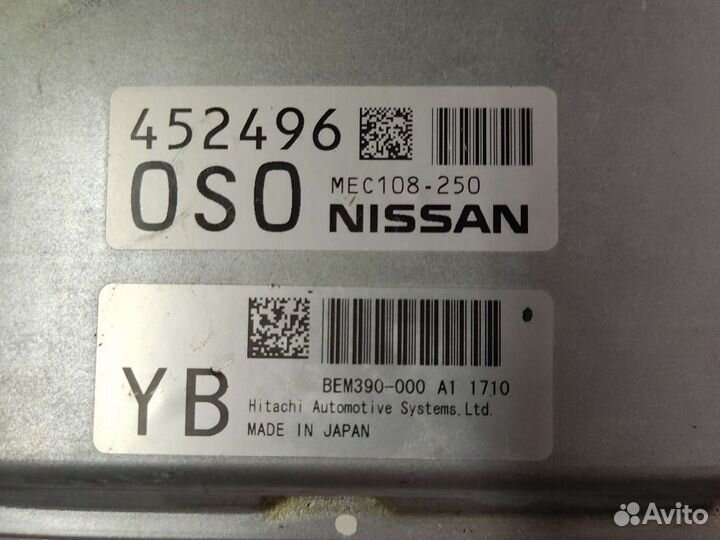 452496
OSO MEC108-250
NISSAN
BEM390-000 A1 1710
YB Hitachi Automotive Systems,Ltd.
MADE IN JAPAN
Avito